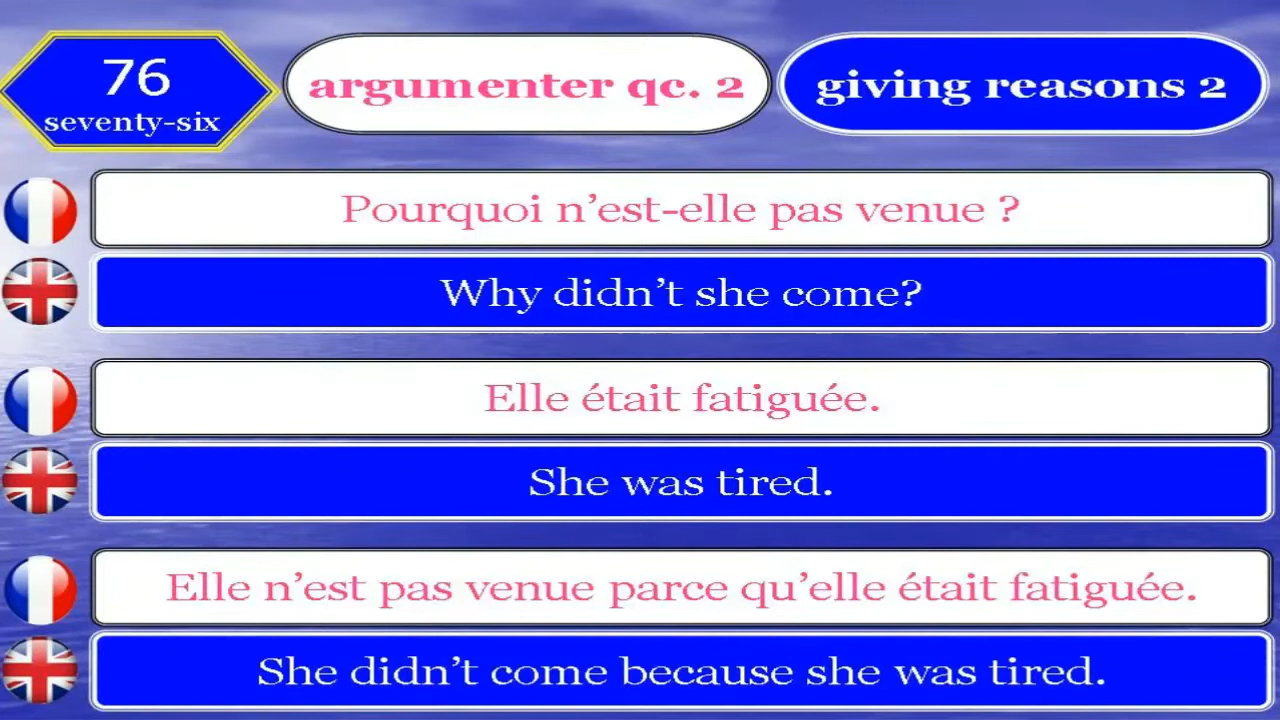 76
seventy-six
argumenter qc. 2
giving reasons 2
Pourquoi n’est-elle pas venue ?
Why didn’t she come?
Elle était fatiguée.
She was tired.
Elle n’est pas venue parce qu’elle était fatiguée.
She didn’t come because she was tired.